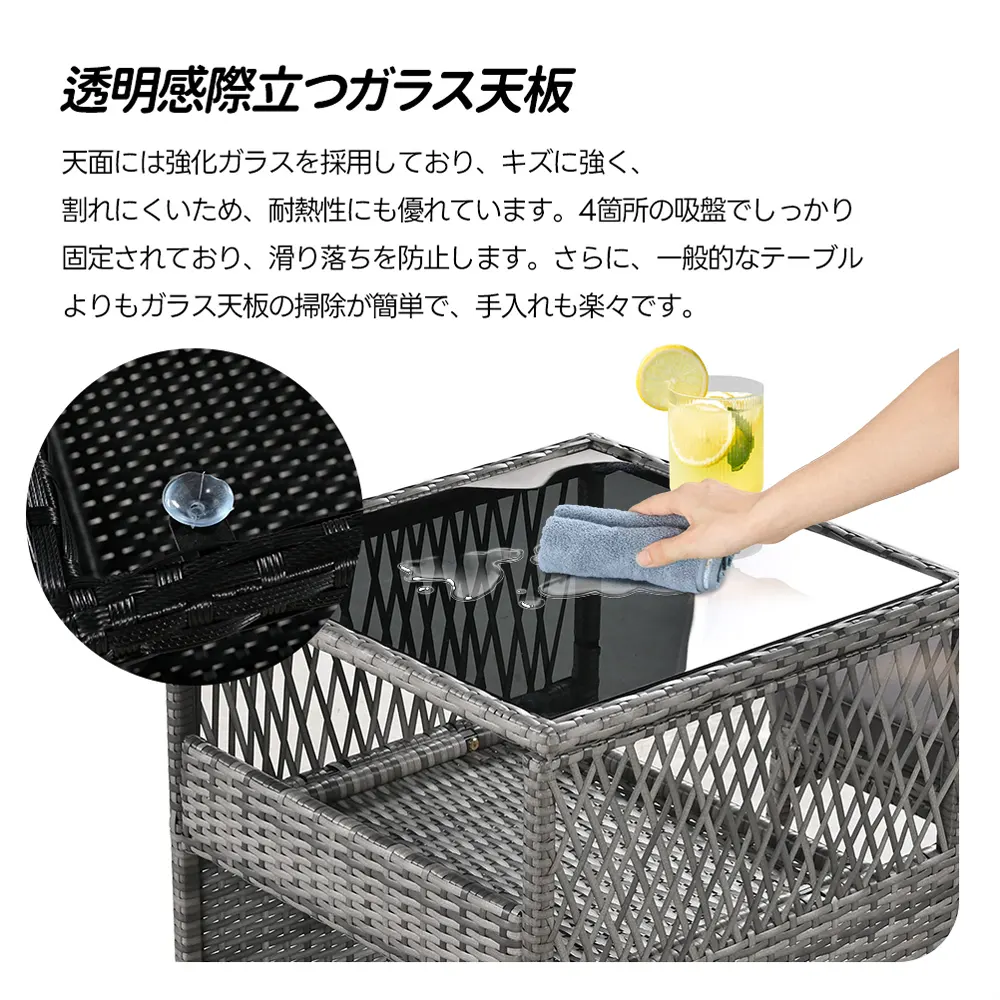 透明感際立つガラス天板
天面には強化ガラスを採用しており、キズに強く、
割れにくいため、耐熱性にも優れています。4箇所の吸盤でしっかり
固定されており、滑り落ちを防止します。さらに、一般的なテーブル
よりもガラス天板の掃除が簡単で、手入れも楽々です。